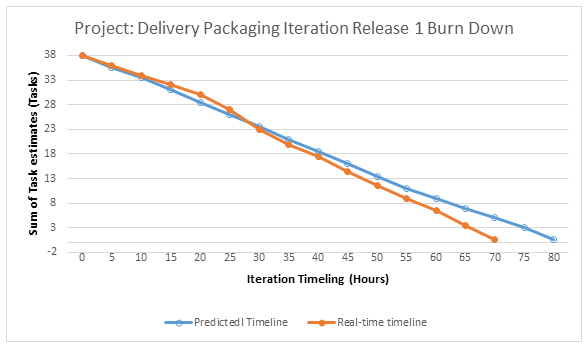 Project: Delivery Packaging Iteration Release 1 Burn Down
Sum of Task estimates (Tasks)
38
33
28
23
18
13
8
3
-2
0 5 10 15 20 25 30 35 40 45 50 55 60 65 70 75 80
Iteration Timeling (Hours)
Predictedl Timeline Real-time timeline